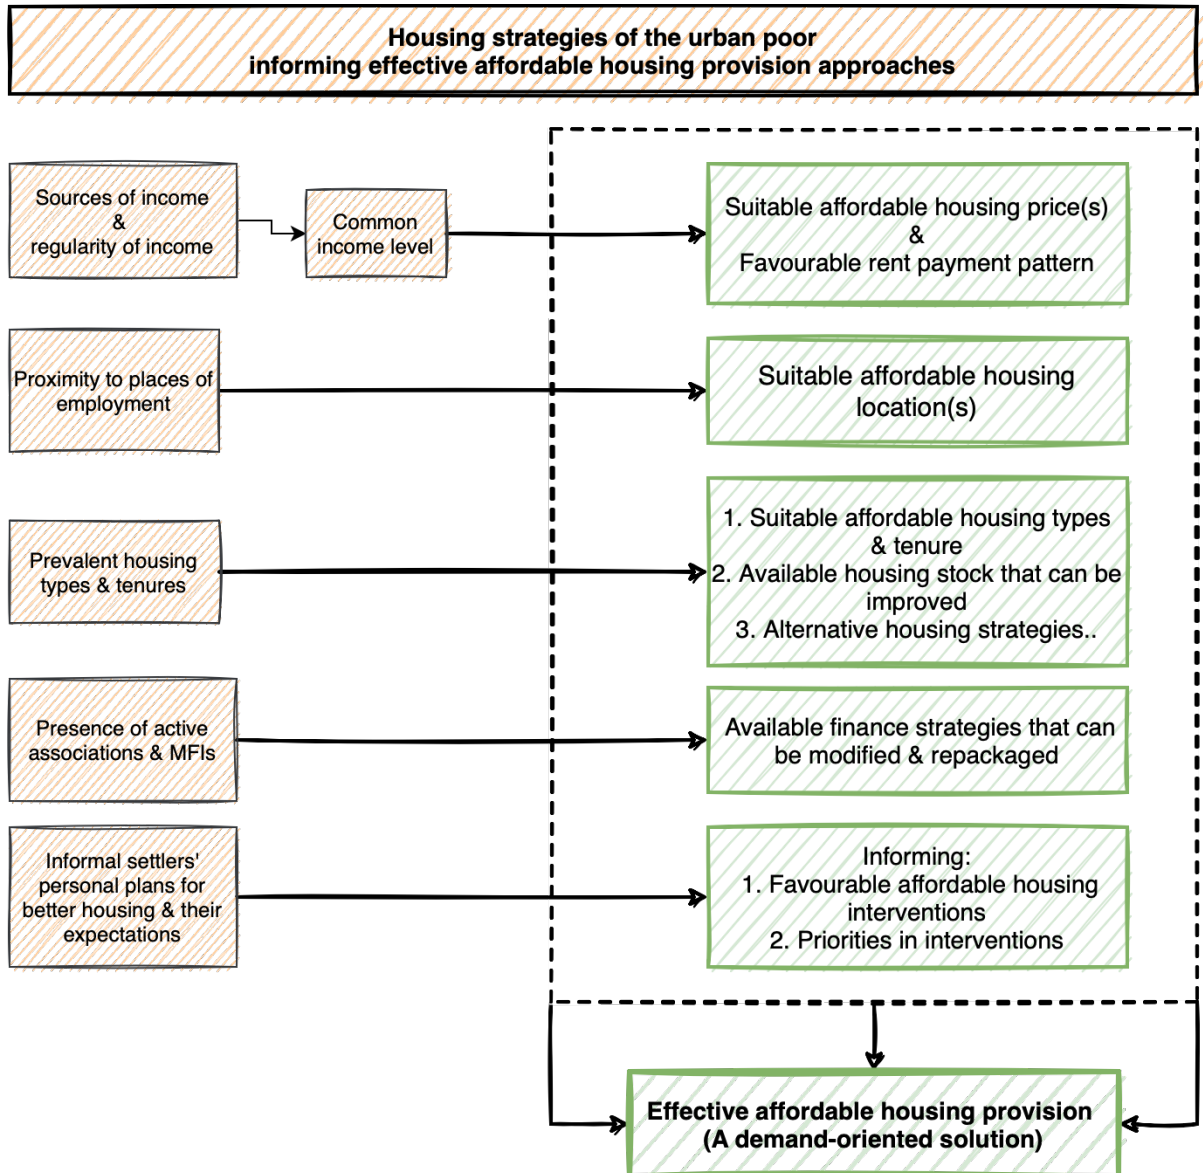 Housing strategies of the urban poor
informing effective affordable housing provision approaches
Sources of income
&
regularity of income
Common
income level
Suitable affordable housing price(s)
&
Favourable rent payment pattern
Proximity to places of
employment
Suitable affordable housing
location(s)
Prevalent housing
types & tenures
1. Suitable affordable housing types
& tenure
2. Available housing stock that can be
improved
3. Alternative housing strategies..
Presence of active
associations & MFIs
Available finance strategies that can
be modified & repackaged
Informal settlers'
personal plans for
better housing & their
expectations
Informing:
1. Favourable affordable housing
interventions
2. Priorities in interventions
Effective affordable housing provision
(A demand-oriented solution)